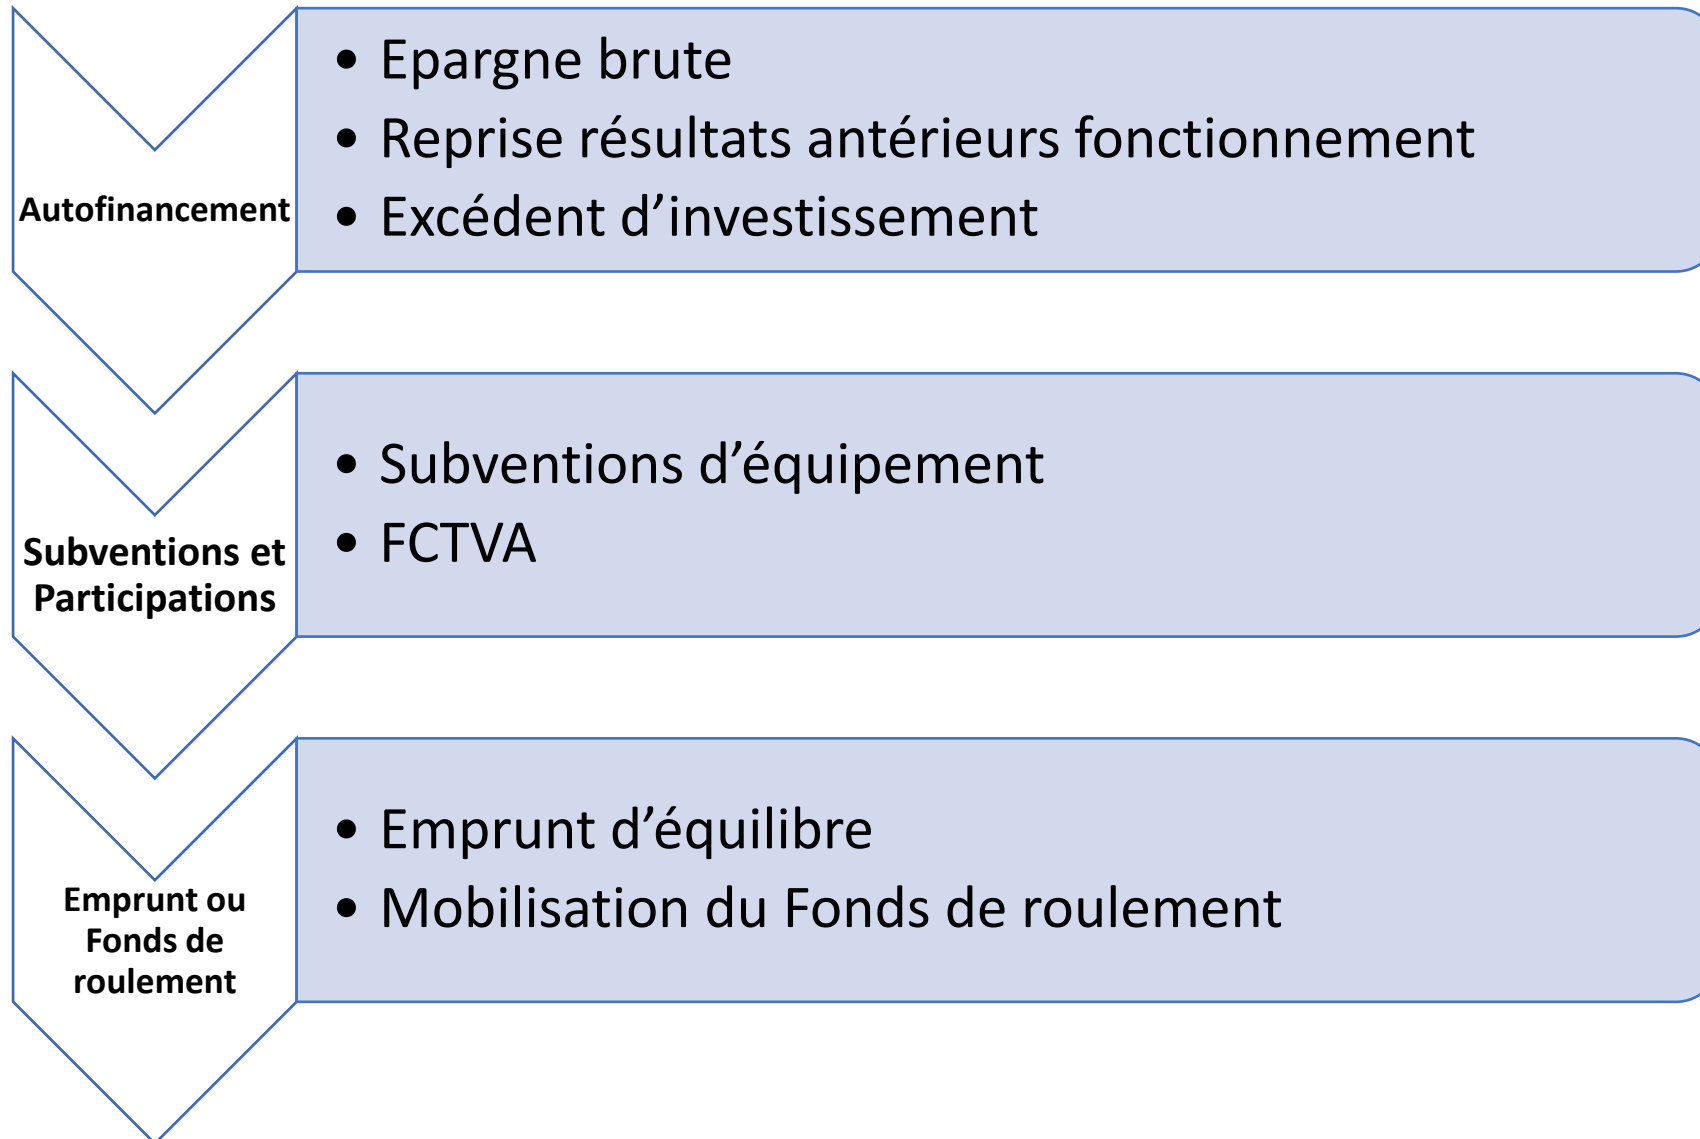 Autofinancement
• Epargne brute
• Reprise résultats antérieurs fonctionnement
• Excédent d’investissement
Subventions et
Participations
• Subventions d’équipement
• FCTVA
Emprunt ou
Fonds de
roulement
• Emprunt d’équilibre
• Mobilisation du Fonds de roulement